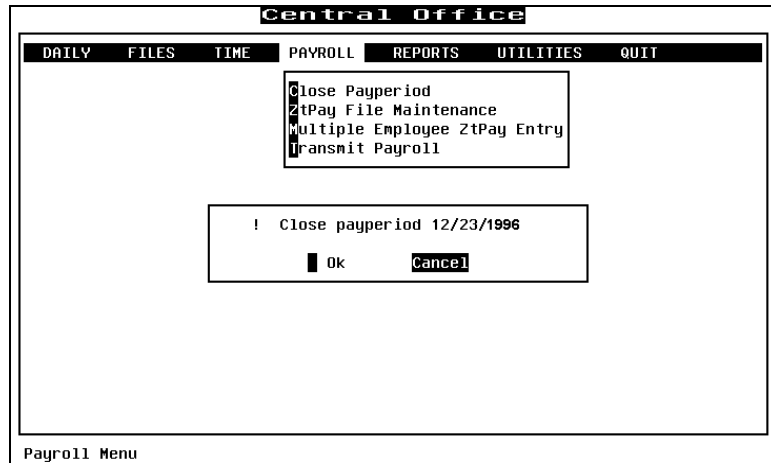 Central Office
DAILY FILES TIME PAYROLL REPORTS UTILITIES QUIT
Close Payperiod
ZtPay File Maintenance
Multiple Employee ZtPay Entry
Transmit Payroll
! Close payperiod 12/23/1996
Ok Cancel
Payroll Menu